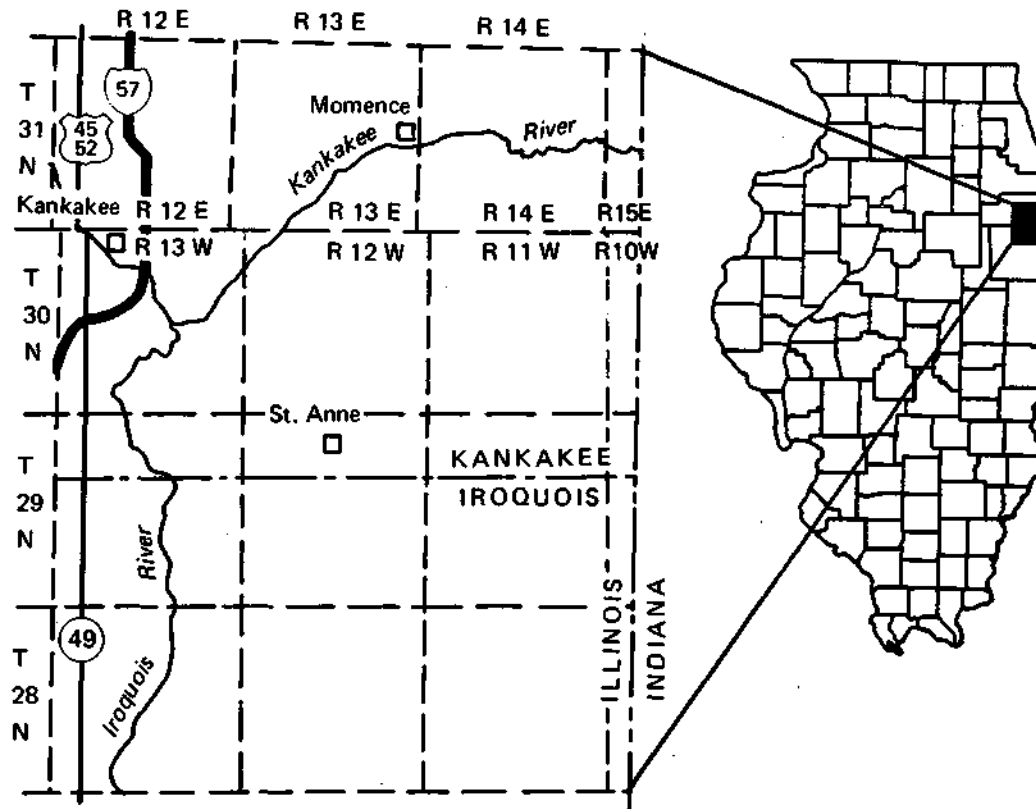 R 12 E R 13 E R 14 E
T
31
N
57
45
52
Momence
Kankakee River
Kankakee
R 12 E R 13 E R 14 E R15E
R 13 W R 12 W R 11 W R10W
T
30
N
St. Anne
KANKAKEE
IROQUOIS
T
29
N
Iroquois River
ILLINOIS
INDIANA
49
T
28
N